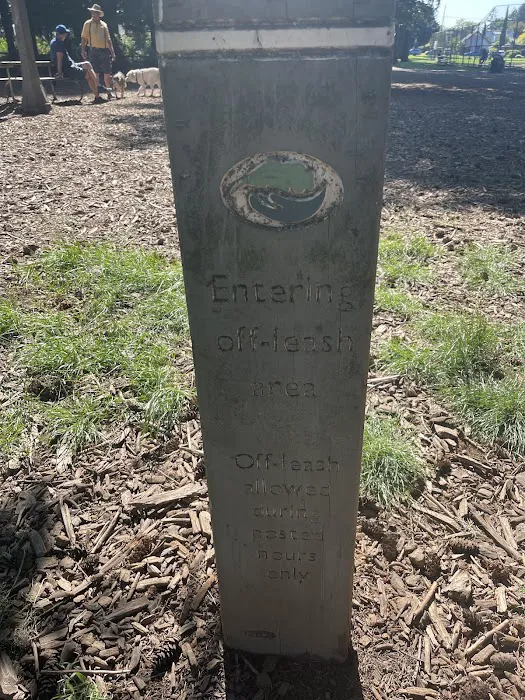 Entering
off-leash
area
Off-leash
allowed
during
posted
hours
only